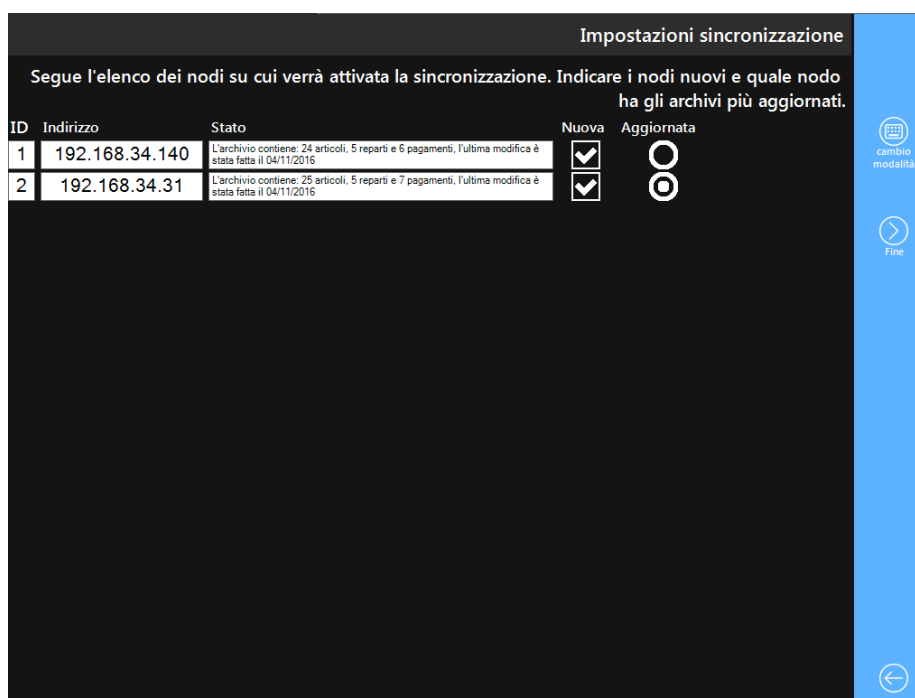 Impostazioni sincronizzazione
Segue l'elenco dei nodi su cui verrà attivata la sincronizzazione. Indicare i nodi nuovi e quale nodo
ha gli archivi più aggiornati.
ID Indirizzo Stato Nuova Aggiornata
1 192.168.34.140 L'archivio contiene: 24 articoli, 5 reparti e 6 pagamenti, l'ultima modifica è
stata fatta il 04/11/2016
2 192.168.34.31 L'archivio contiene: 25 articoli, 5 reparti e 7 pagamenti, l'ultima modifica è
stata fatta il 04/11/2016
cambio
modalità
Fine